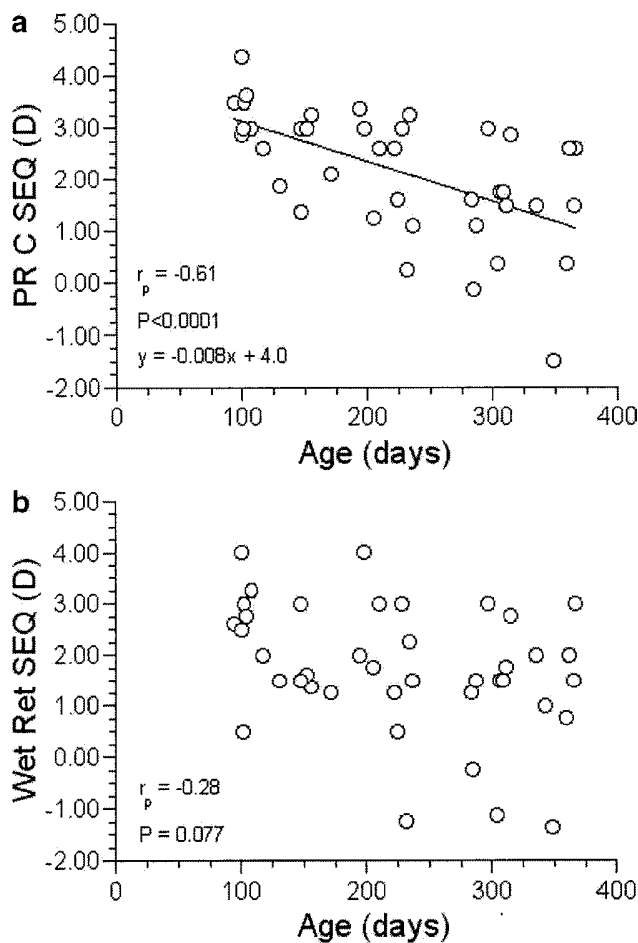 a
PR C SEQ (D)
5.00
4.00
3.00
2.00
1.00
0.00
-1.00
-2.00
r_p = -0.61
P<0.0001
y = -0.008x + 4.0
0 100 200 300 400
Age (days)
b
Wet Ret SEQ (D)
5.00
4.00
3.00
2.00
1.00
0.00
-1.00
-2.00
r_p = -0.28
P = 0.077
0 100 200 300 400
Age (days)